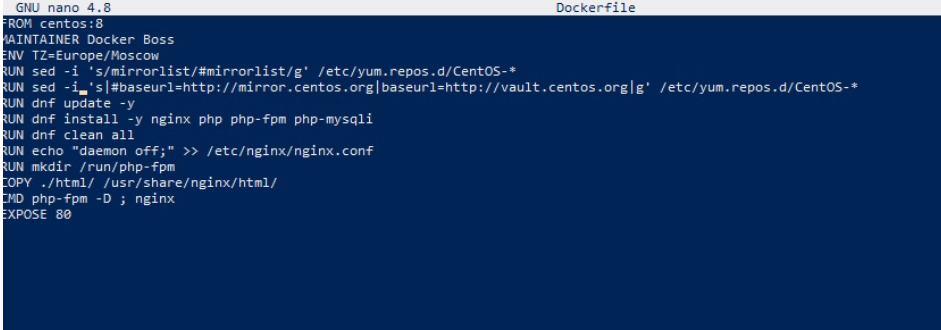 GNU nano 4.8 Dockerfile
FROM centos:8
MAINTAINER Docker Boss
ENV TZ=Europe/Moscow
RUN sed -i 's/mirrorlist/#mirrorlist/g' /etc/yum.repos.d/CentOS-*
RUN sed -i 's|#baseurl=http://mirror.centos.org|baseurl=http://vault.centos.org|g' /etc/yum.repos.d/CentOS-*
RUN dnf update -y
RUN dnf install -y nginx php php-fpm php-mysqli
RUN dnf clean all
RUN echo "daemon off;" >> /etc/nginx/nginx.conf
RUN mkdir /run/php-fpm
COPY ./html/ /usr/share/nginx/html/
CMD php-fpm -D ; nginx
EXPOSE 80